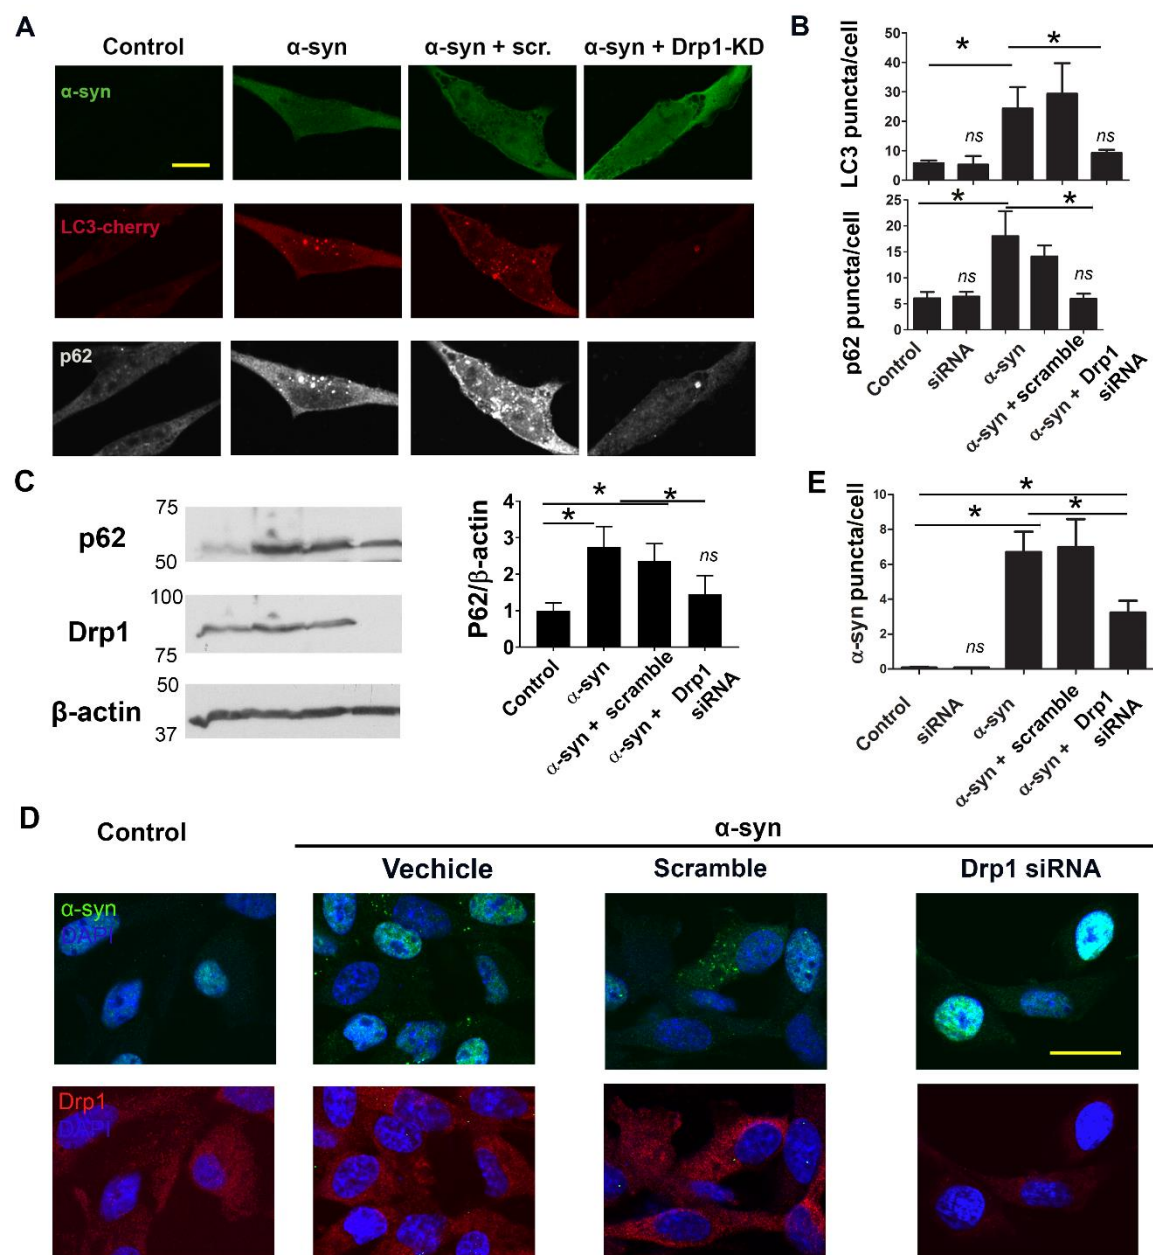 A
Control
α-syn
α-syn + scr.
α-syn + Drp1-KD
α-syn
LC3-cherry
p62
B
LC3 puncta/cell
50
40
30
20
10
0
*
*
ns
ns
p62 puncta/cell
25
20
15
10
5
0
*
*
ns
ns
Control
siRNA
α-syn
α-syn + scramble
α-syn + Drp1 siRNA
C
p62
75
50
Drp1
100
75
β-actin
50
37
P62/β-actin
4
3
2
1
0
*
*
*
ns
Control
α-syn
α-syn + scramble
α-syn + Drp1 siRNA
E
α-syn puncta/cell
10
8
6
4
2
0
*
*
*
ns
Control
siRNA
α-syn
α-syn + scramble
α-syn + Drp1 siRNA
D
Control
α-syn
Vechicle
Scramble
Drp1 siRNA
α-syn
DAPI
Drp1
DAPI